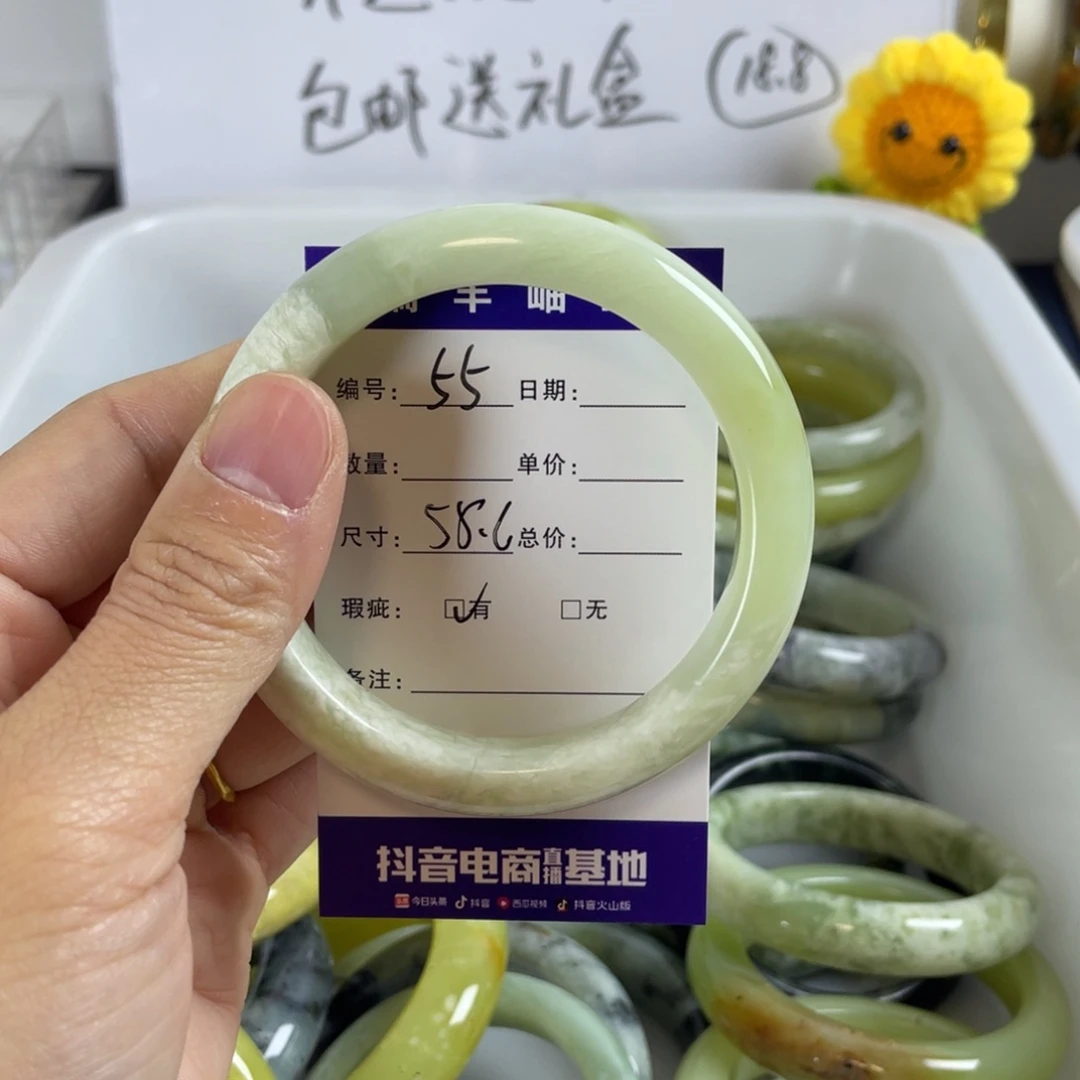 包邮送礼盒 18.8
编号: 55 日期:
数量: 单价:
尺寸: 58.6 总价:
瑕疵: ☑有 □无
备注:
抖音电商直播基地
今日头条 抖音 西瓜视频 抖音火山版